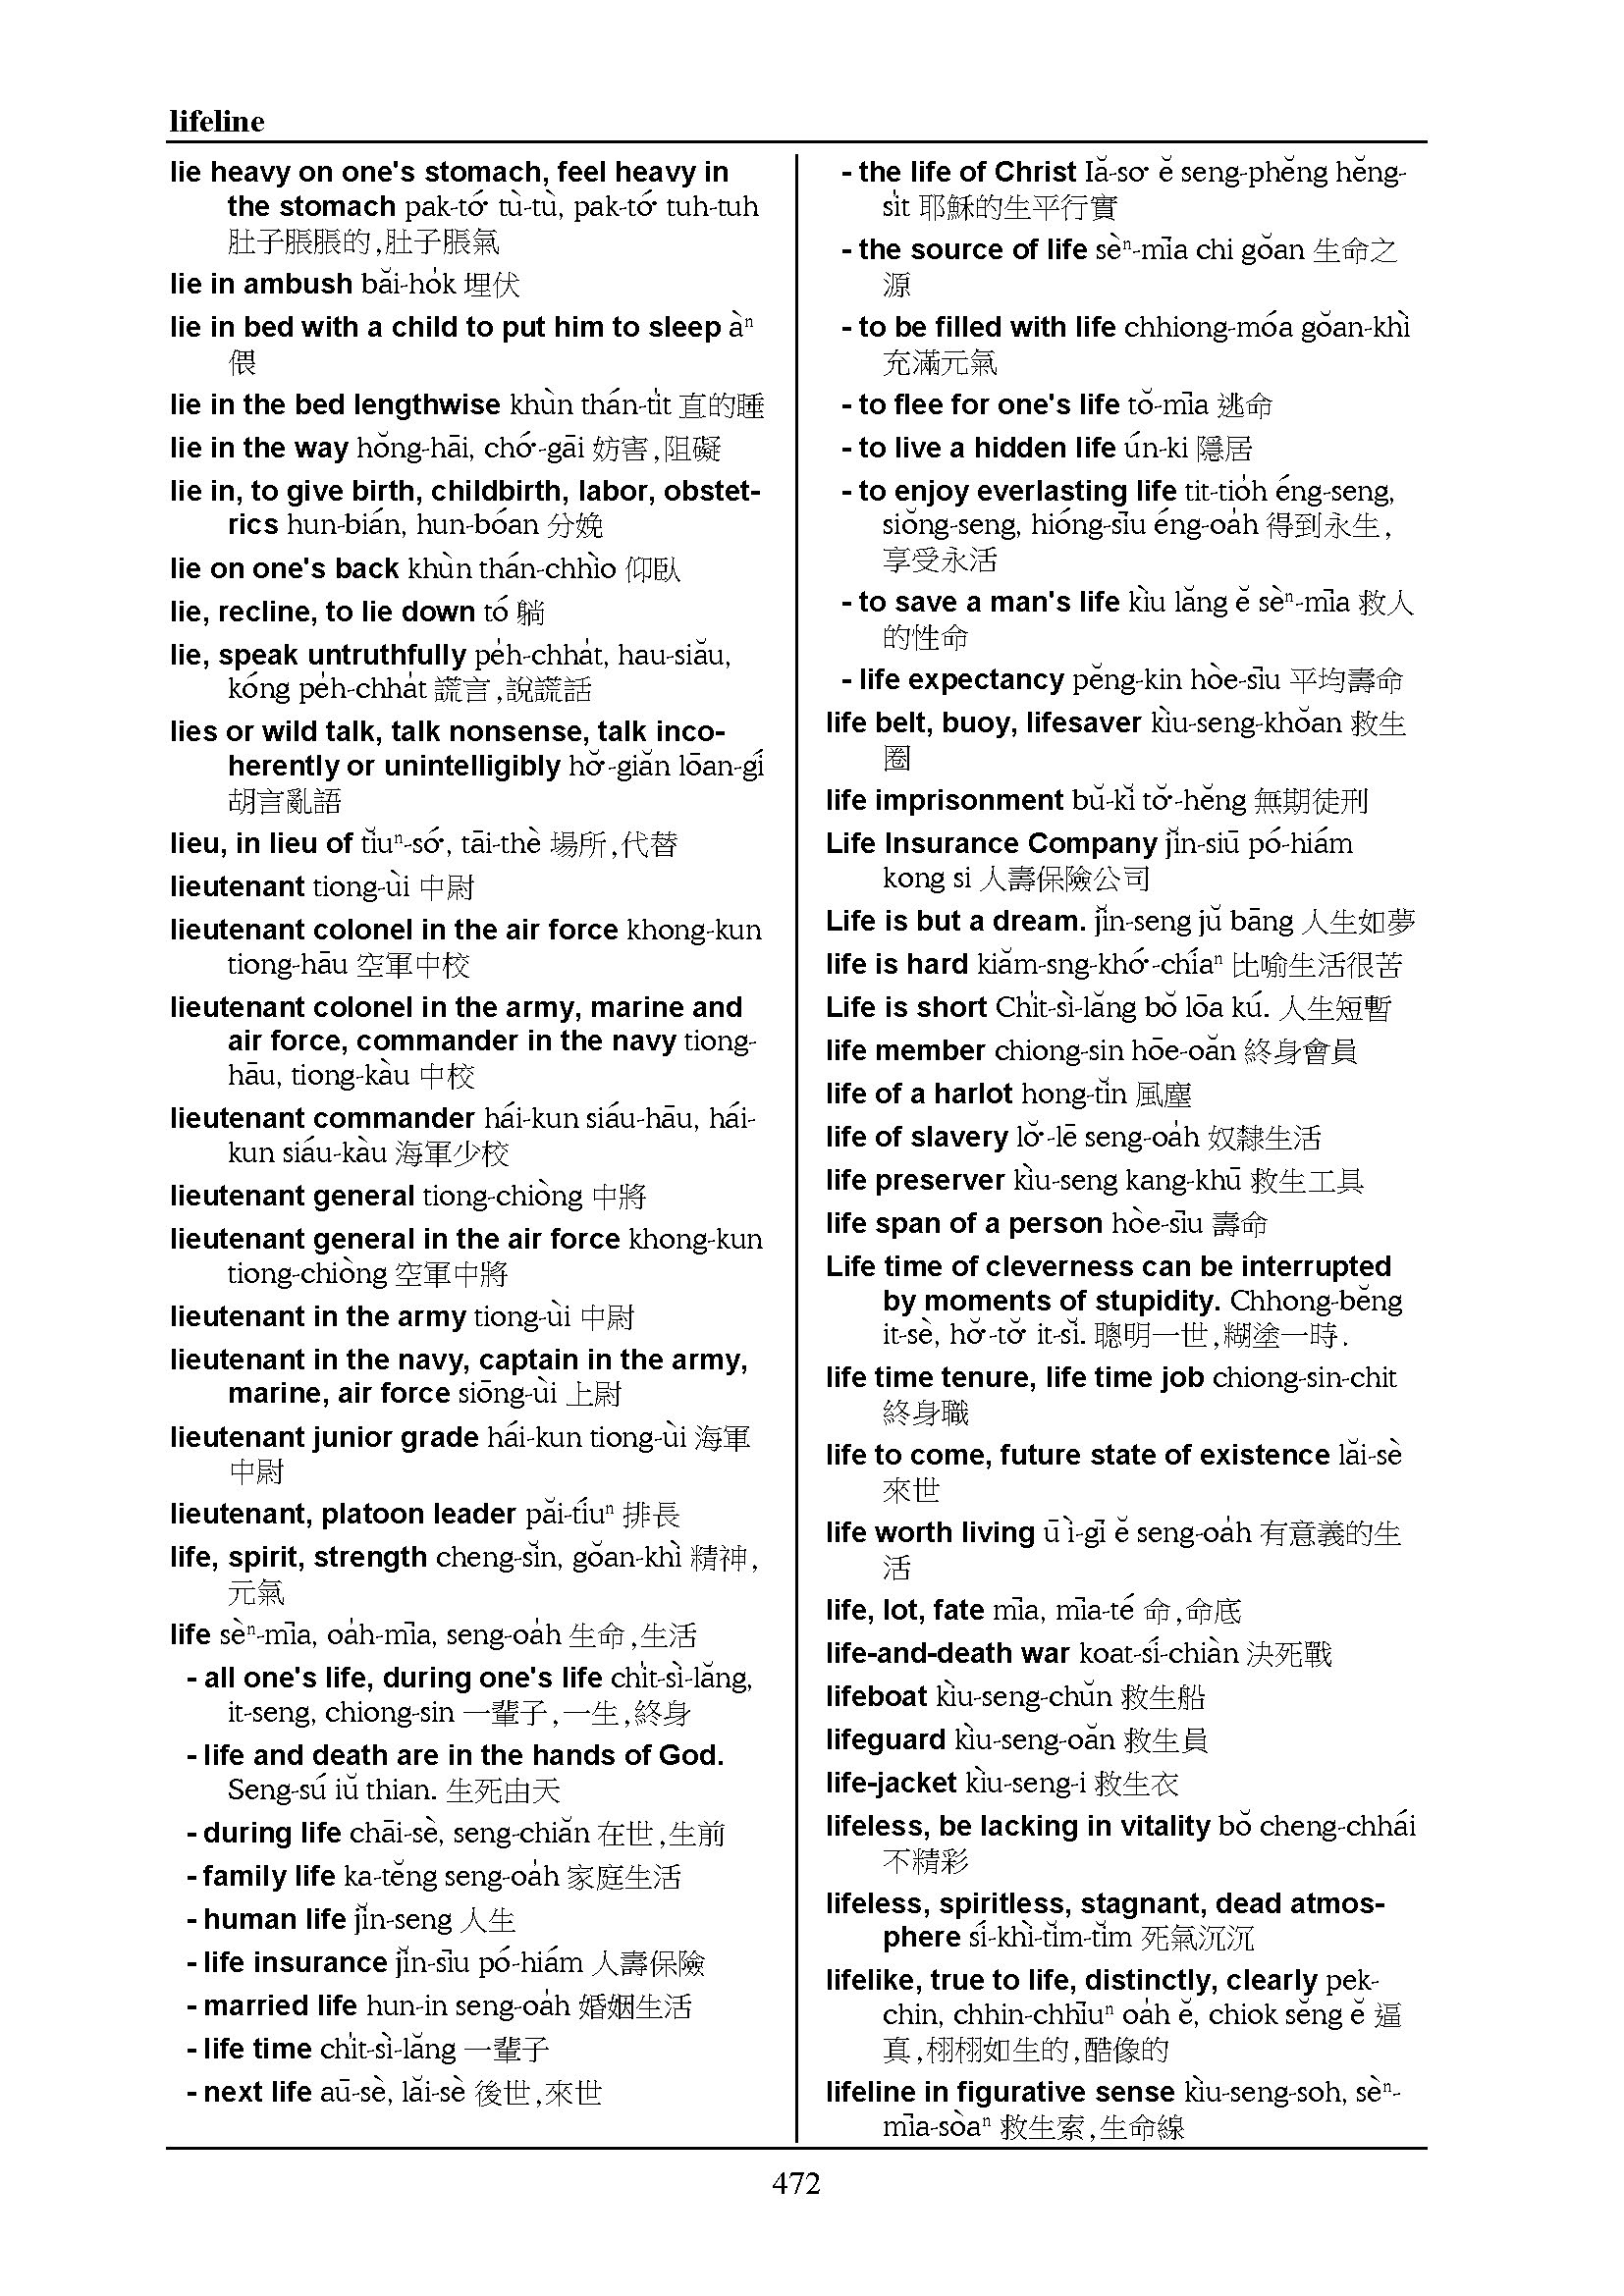 lifeline
lie heavy on one's stomach, feel heavy in
the stomach pak-tó͘ tù-tù, pak-tó͘ tuh-tuh
肚子脹脹的,肚子脹氣
lie in ambush băi-ho̍k 埋伏
lie in bed with a child to put him to sleep àⁿ
偎
lie in the bed lengthwise khùn thán-ti̍t 直的睡
lie in the way hŏng-hāi, chó͘-gāi 妨害,阻礙
lie in, to give birth, childbirth, labor, obstet-
rics hun-bián, hun-bóan 分娩
lie on one's back khùn thán-chhìo 仰臥
lie, recline, to lie down tó 躺
lie, speak untruthfully pe̍h-chha̍t, hau-siău,
kóng pe̍h-chha̍t 謊言,說謊話
lies or wild talk, talk nonsense, talk inco-
herently or unintelligibly hŏ͘-giăn lōan-gí
胡言亂語
lieu, in lieu of tĭuⁿ-só͘, tāi-thè 場所,代替
lieutenant tiong-ùi 中尉
lieutenant colonel in the air force khong-kun
tiong-hāu 空軍中校
lieutenant colonel in the army, marine and
air force, commander in the navy tiong-
hāu, tiong-kàu 中校
lieutenant commander hái-kun siáu-hāu, hái-
kun siáu-kàu 海軍少校
lieutenant general tiong-chiòng 中將
lieutenant general in the air force khong-kun
tiong-chiòng 空軍中將
lieutenant in the army tiong-ùi 中尉
lieutenant in the navy, captain in the army,
marine, air force siōng-ùi 上尉
lieutenant junior grade hái-kun tiong-ùi 海軍
中尉
lieutenant, platoon leader păi-tíuⁿ 排長
life, spirit, strength cheng-sĭn, gŏan-khì 精神,
元氣
life sèⁿ-mīa, oa̍h-mīa, seng-oa̍h 生命,生活
- all one's life, during one's life chi̍t-sì-lăng,
it-seng, chiong-sin 一輩子,一生,終身
- life and death are in the hands of God.
Seng-sú iŭ thian. 生死由天
- during life chāi-sè, seng-chiăn 在世,生前
- family life ka-tĕng seng-oa̍h 家庭生活
- human life jĭn-seng 人生
- life insurance jĭn-sīu pó-hiám 人壽保險
- married life hun-in seng-oa̍h 婚姻生活
- life time chi̍t-sì-lăng 一輩子
- next life aū-sè, lăi-sè 後世,來世
- the life of Christ Iă-so͘ ĕ seng-phĕng hĕng-
si̍t 耶穌的生平行實
- the source of life sèⁿ-mīa chi gŏan 生命之
源
- to be filled with life chhiong-móa gŏan-khì
充滿元氣
- to flee for one's life tŏ-mīa 逃命
- to live a hidden life ún-ki 隱居
- to enjoy everlasting life tit-tio̍h éng-seng,
siŏng-seng, hióng-sīu éng-oa̍h 得到永生,
享受永活
- to save a man's life kìu lăng ĕ sèⁿ-mīa 救人
的性命
- life expectancy pĕng-kin hòe-sīu 平均壽命
life belt, buoy, lifesaver kìu-seng-khŏan 救生
圈
life imprisonment bŭ-kĭ tŏ͘-hĕng 無期徒刑
Life Insurance Company jĭn-siū pó-hiám
kong si 人壽保險公司
Life is but a dream. jĭn-seng jŭ bāng 人生如夢
life is hard kiăm-sng-khó͘-chíaⁿ 比喻生活很苦
Life is short Chi̍t-sì-lăng bŏ lōa kú. 人生短暫
life member chiong-sin hōe-oăn 終身會員
life of a harlot hong-tĭn 風塵
life of slavery lŏ͘-lē seng-oa̍h 奴隸生活
life preserver kìu-seng kang-khū 救生工具
life span of a person hòe-sīu 壽命
Life time of cleverness can be interrupted
by moments of stupidity. Chhong-bĕng
it-sè, hŏ͘-tŏ͘ it-sĭ. 聰明一世,糊塗一時.
life time tenure, life time job chiong-sin-chit
終身職
life to come, future state of existence lăi-sè
來世
life worth living ū ì-gī ĕ seng-oa̍h 有意義的生
活
life, lot, fate mīa, mīa-té 命,命底
life-and-death war koat-sí-chiàn 決死戰
lifeboat kìu-seng-chŭn 救生船
lifeguard kìu-seng-oăn 救生員
life-jacket kìu-seng-i 救生衣
lifeless, be lacking in vitality bŏ cheng-chhái
不精彩
lifeless, spiritless, stagnant, dead atmos-
phere sí-khì-tĭm-tĭm 死氣沉沉
lifelike, true to life, distinctly, clearly pek-
chin, chhin-chhīuⁿ oa̍h ĕ, chiok sĕng ĕ 逼
真,栩栩如生的,酷像的
lifeline in figurative sense kìu-seng-soh, sèⁿ-
mīa-sòaⁿ 救生索,生命線
472